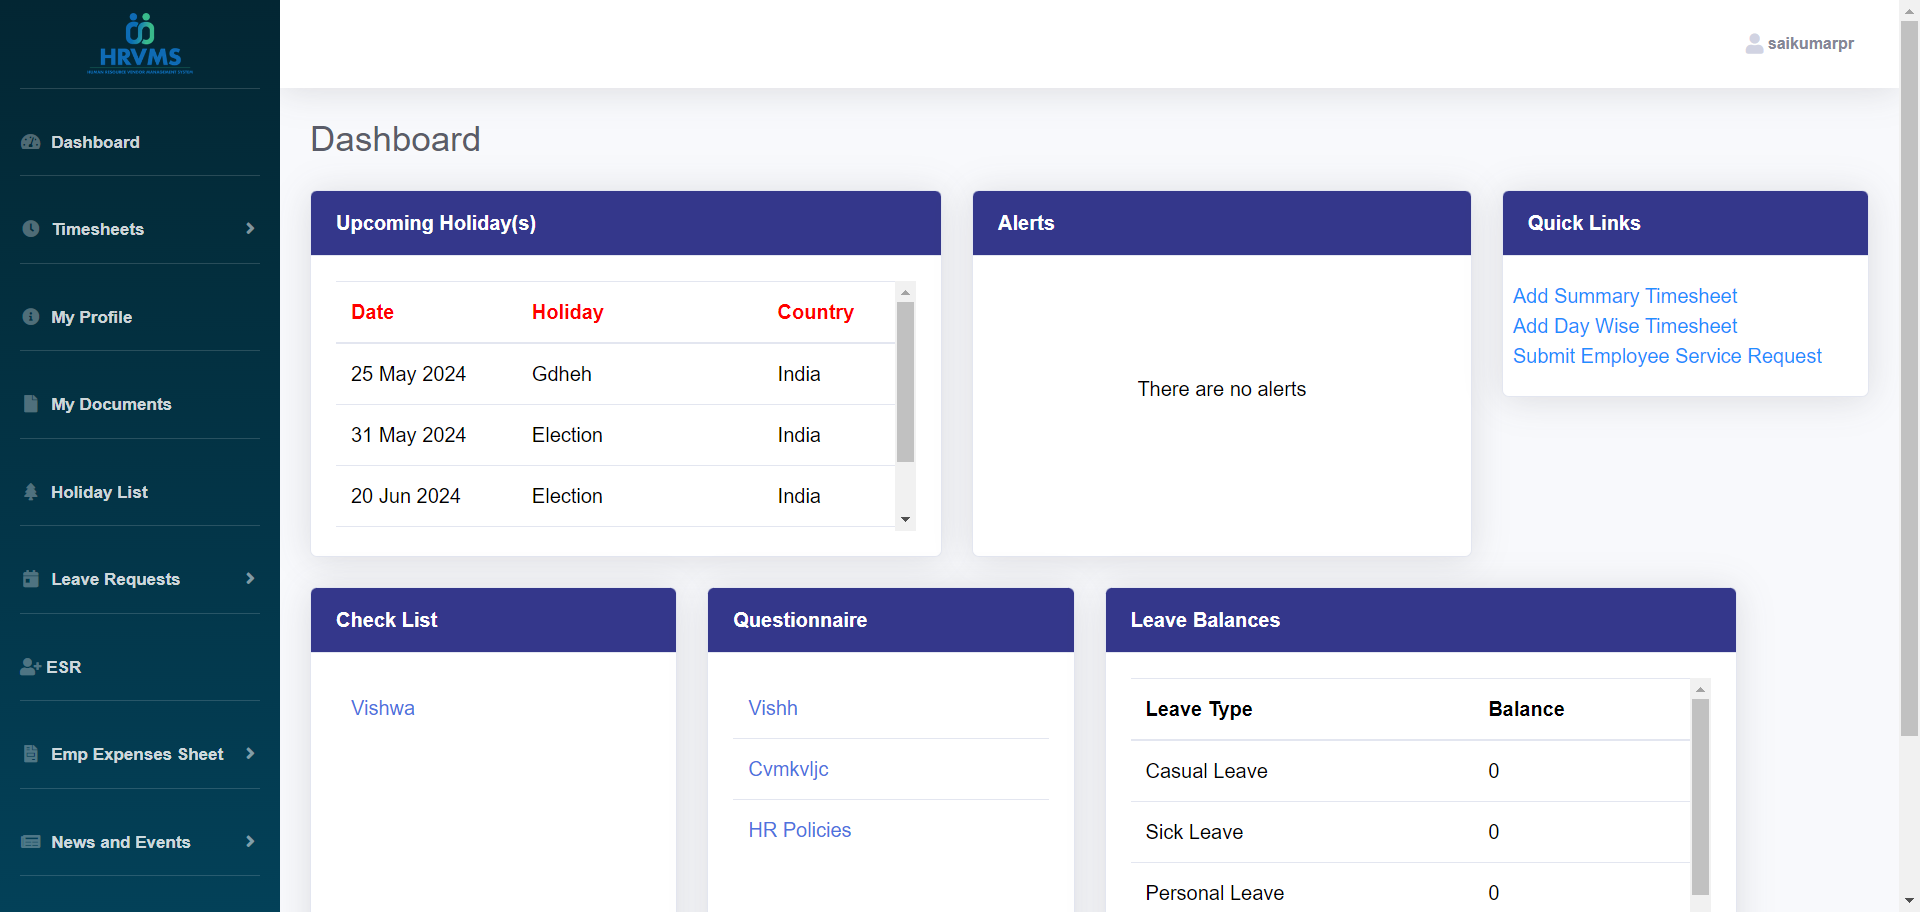 HRVMS
HUMAN RESOURCE VENDOR MANAGEMENT SYSTEM
saikumarpr
Dashboard
Timesheets
My Profile
My Documents
Holiday List
Leave Requests
ESR
Emp Expenses Sheet
News and Events
Dashboard
Upcoming Holiday(s)
Date Holiday Country
25 May 2024 Gdheh India
31 May 2024 Election India
20 Jun 2024 Election India
Alerts
There are no alerts
Quick Links
Add Summary Timesheet
Add Day Wise Timesheet
Submit Employee Service Request
Check List
Vishwa
Questionnaire
Vishh
Cvmkvljc
HR Policies
Leave Balances
Leave Type Balance
Casual Leave 0
Sick Leave 0
Personal Leave 0